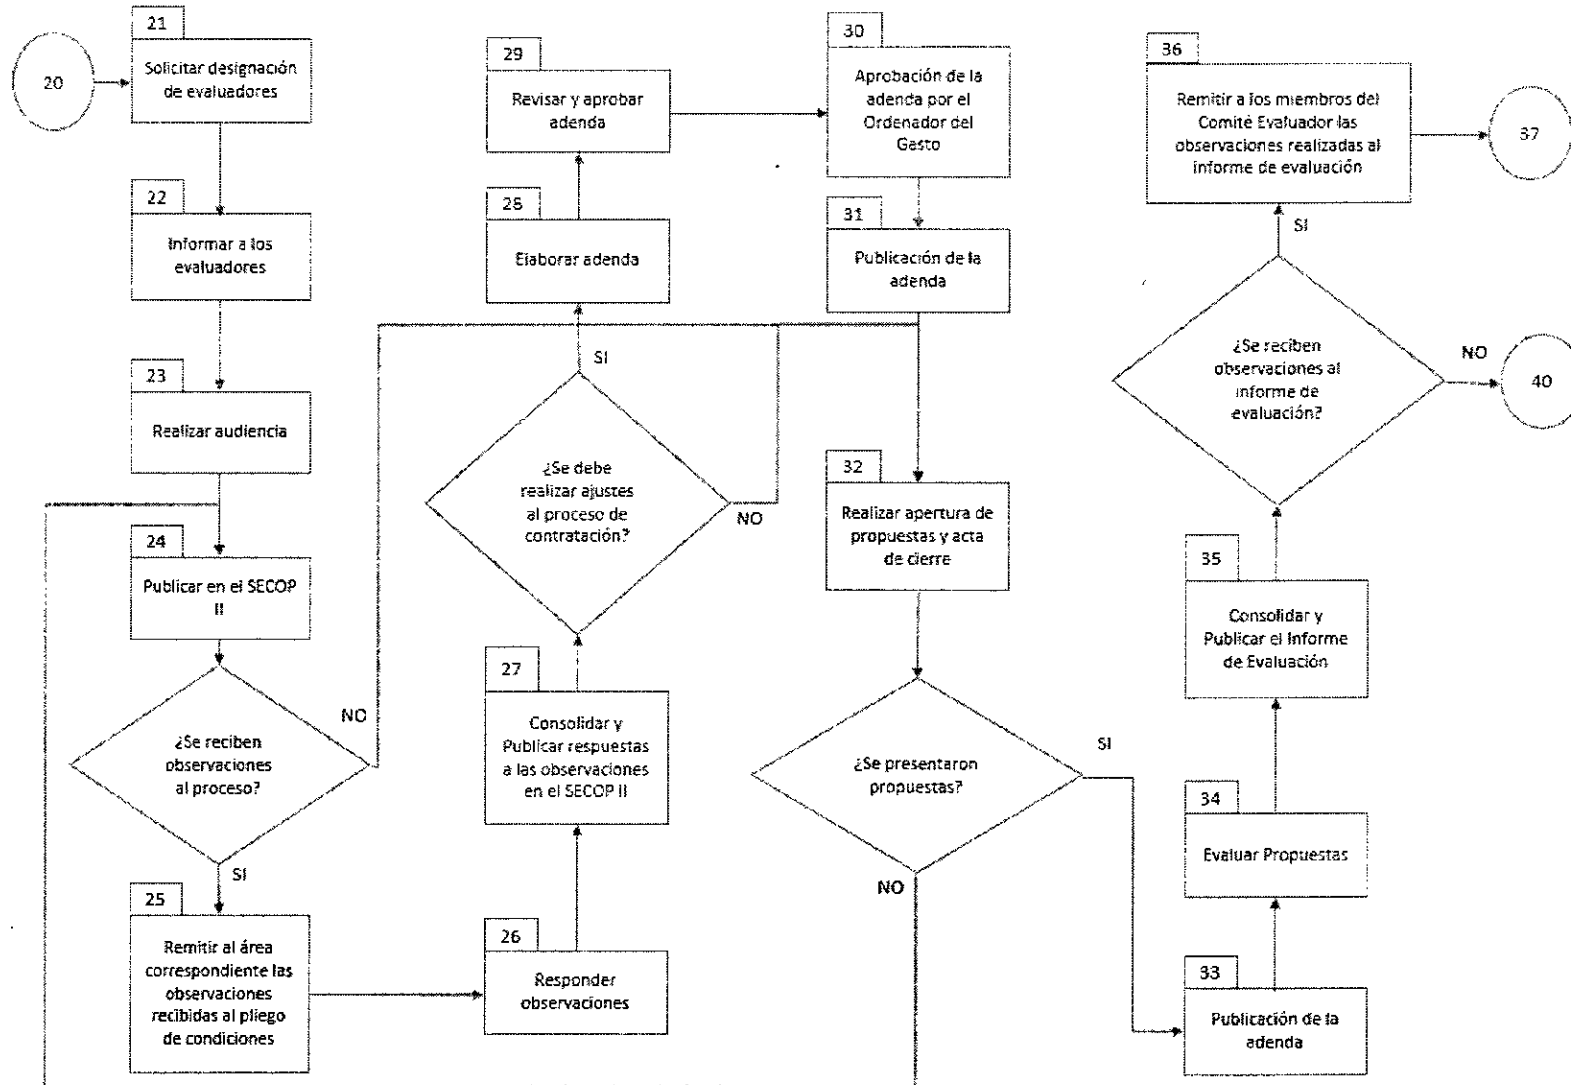 20
21
Solicitar designación
de evaluadores
22
Informar a los
evaluadores
23
Realizar audiencia
24
Publicar en el SECOP
II
¿Se reciben
observaciones
al proceso?
NO
SI
25
Remitir al área
correspondiente las
observaciones
recibidas al pliego
de condiciones
26
Responder
observaciones
27
Consolidar y
Publicar respuestas
a las observaciones
en el SECOP II
¿Se debe
realizar ajustes
al proceso de
contratación?
NO
SI
28
Elaborar adenda
29
Revisar y aprobar
adenda
30
Aprobación de la
adenda por el
Ordenador del
Gasto
31
Publicación de la
adenda
32
Realizar apertura de
propuestas y acta
de cierre
¿Se presentaron
propuestas?
NO
SI
33
Publicación de la
adenda
34
Evaluar Propuestas
35
Consolidar y
Publicar el Informe
de Evaluación
¿Se reciben
observaciones al
informe de
evaluación?
NO
40
SI
36
Remitir a los miembros del
Comité Evaluador las
observaciones realizadas al
informe de evaluación
37